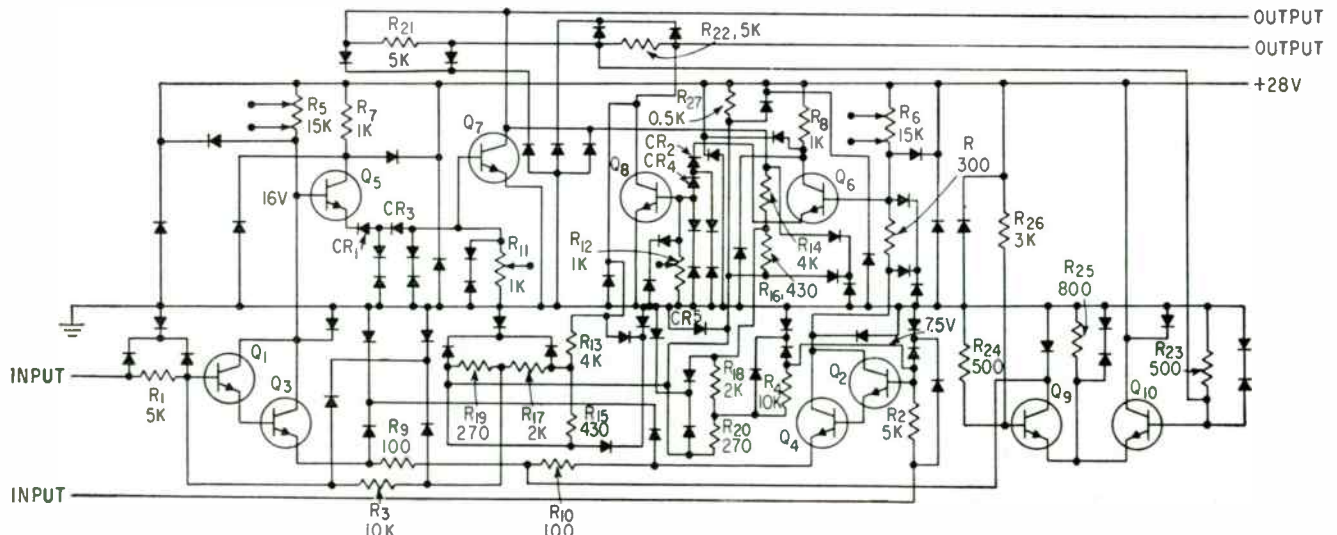 OUTPUT
R21
5K
R22, 5K
OUTPUT
+28V
R5
15K
R7
1K
Q7
R27
0.5K
R8
1K
R6
15K
R
300
CR2
CR4
Q8
Q5
Q6
16V
CR1
CR3
R11
1K
R12
1K
R14
4K
R16, 430
R26
3K
R25
800
CR5
7.5V
R13
4K
R24
500
R23
500
INPUT
R1
5K
Q1
Q3
R19
270
R17
2K
R15
430
R18
2K
R20
270
R4
10K
Q2
Q4
R2
5K
Q9
Q10
R9
100
INPUT
R3
10K
R10
100